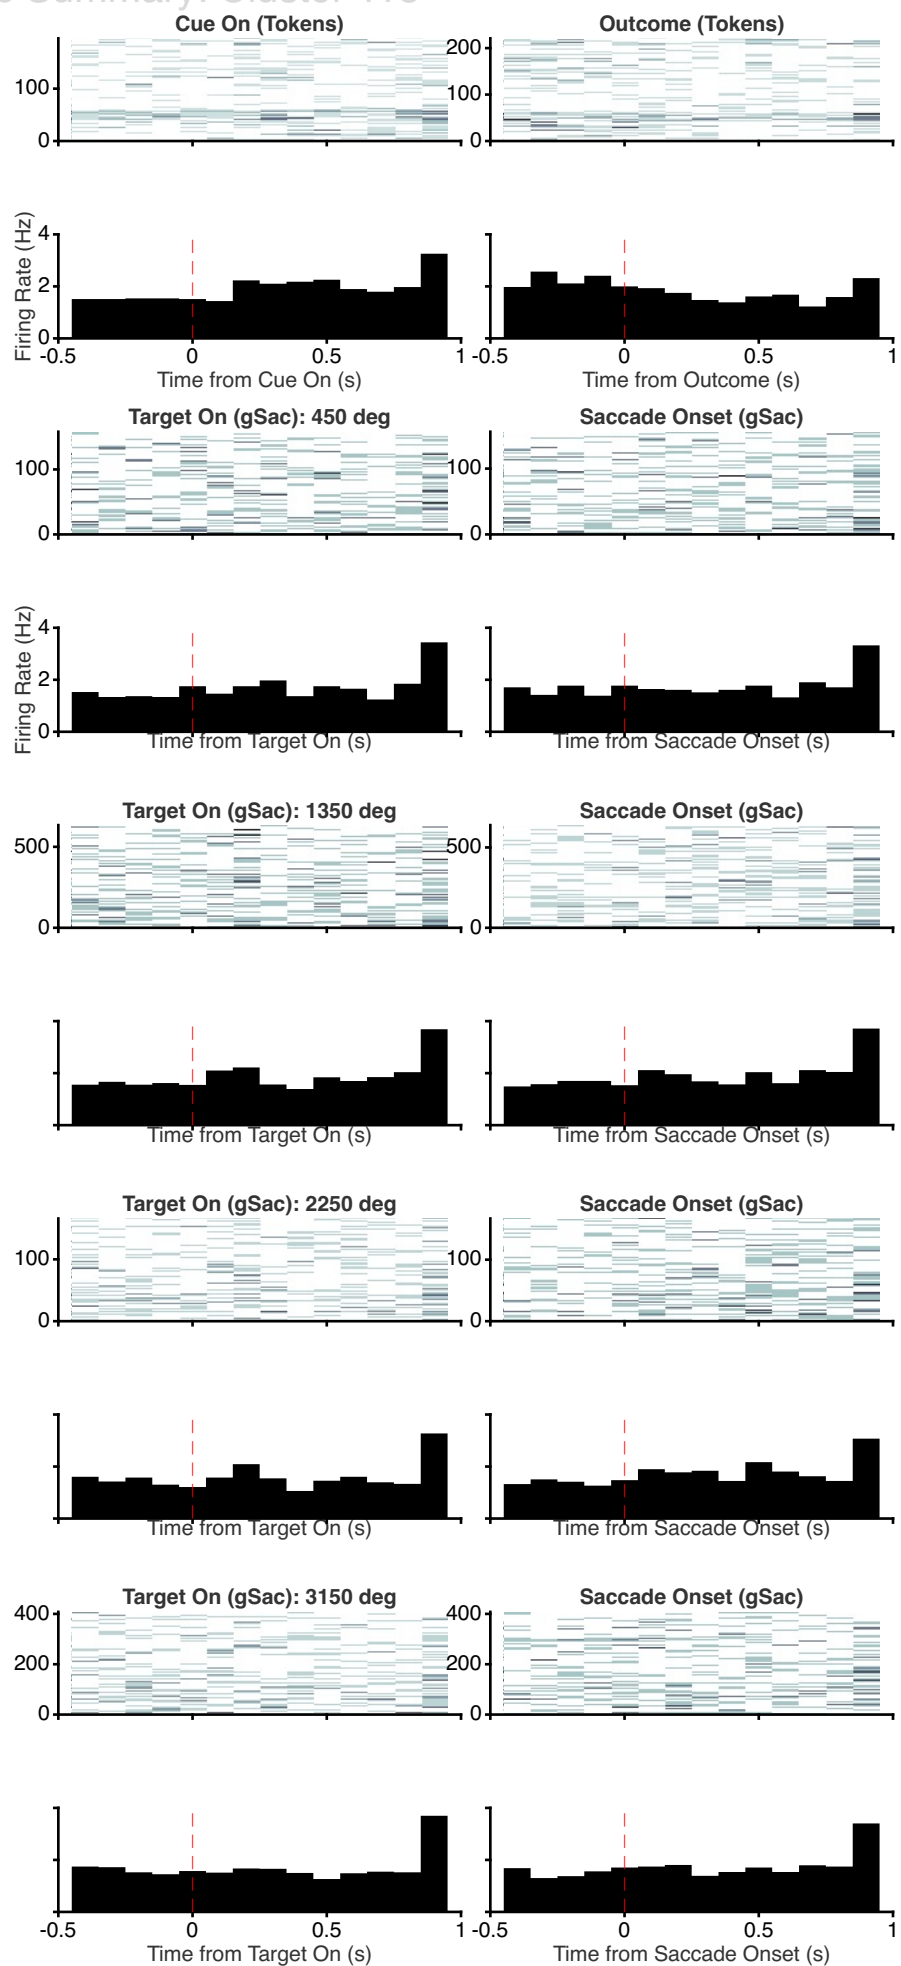 Summary: Cluster
Cue On (Tokens)
Outcome (Tokens)
100
0
200
100
0
Firing Rate (Hz)
4
2
0
-0.5 0 0.5 1
-0.5 0 0.5 1
Time from Cue On (s)
Time from Outcome (s)
Target On (gSac): 450 deg
Saccade Onset (gSac)
100
0
100
0
Firing Rate (Hz)
4
2
0
Time from Target On (s)
Time from Saccade Onset (s)
Target On (gSac): 1350 deg
Saccade Onset (gSac)
500
0
500
0
Time from Target On (s)
Time from Saccade Onset (s)
Target On (gSac): 2250 deg
Saccade Onset (gSac)
100
0
100
0
Time from Target On (s)
Time from Saccade Onset (s)
Target On (gSac): 3150 deg
Saccade Onset (gSac)
400
200
0
400
200
0
-0.5 0 0.5 1
-0.5 0 0.5 1
Time from Target On (s)
Time from Saccade Onset (s)